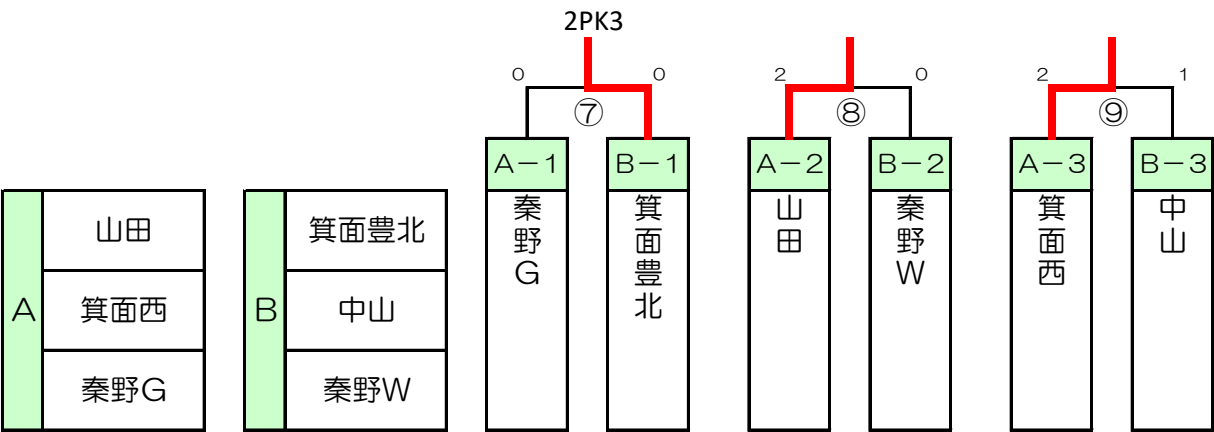 2PK3
0 0 2 0 2 1
⑦ ⑧ ⑨
A-1 B-1 A-2 B-2 A-3 B-3
秦野G
箕面豊北
山田
秦野W
箕面西
中山
A
山田
箕面西
秦野G
B
箕面豊北
中山
秦野W